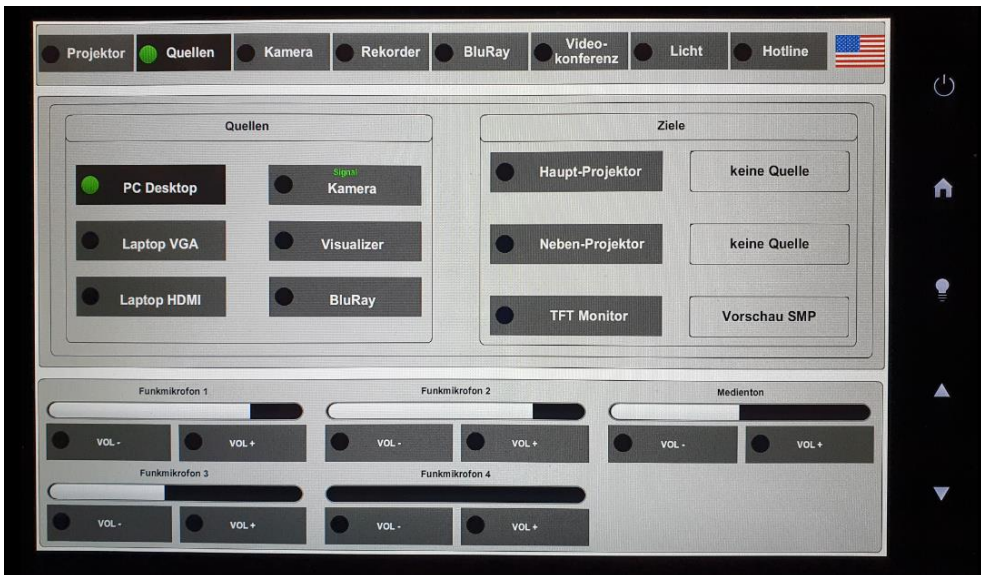 Projektor
Quellen
Kamera
Rekorder
BluRay
Video-
konferenz
Licht
Hotline
Quellen
PC Desktop
Signal
Kamera
Laptop VGA
Visualizer
Laptop HDMI
BluRay
Ziele
Haupt-Projektor
keine Quelle
Neben-Projektor
keine Quelle
TFT Monitor
Vorschau SMP
Funkmikrofon 1
VOL -
VOL +
Funkmikrofon 2
VOL -
VOL +
Medienton
VOL -
VOL +
Funkmikrofon 3
VOL -
VOL +
Funkmikrofon 4
VOL -
VOL +